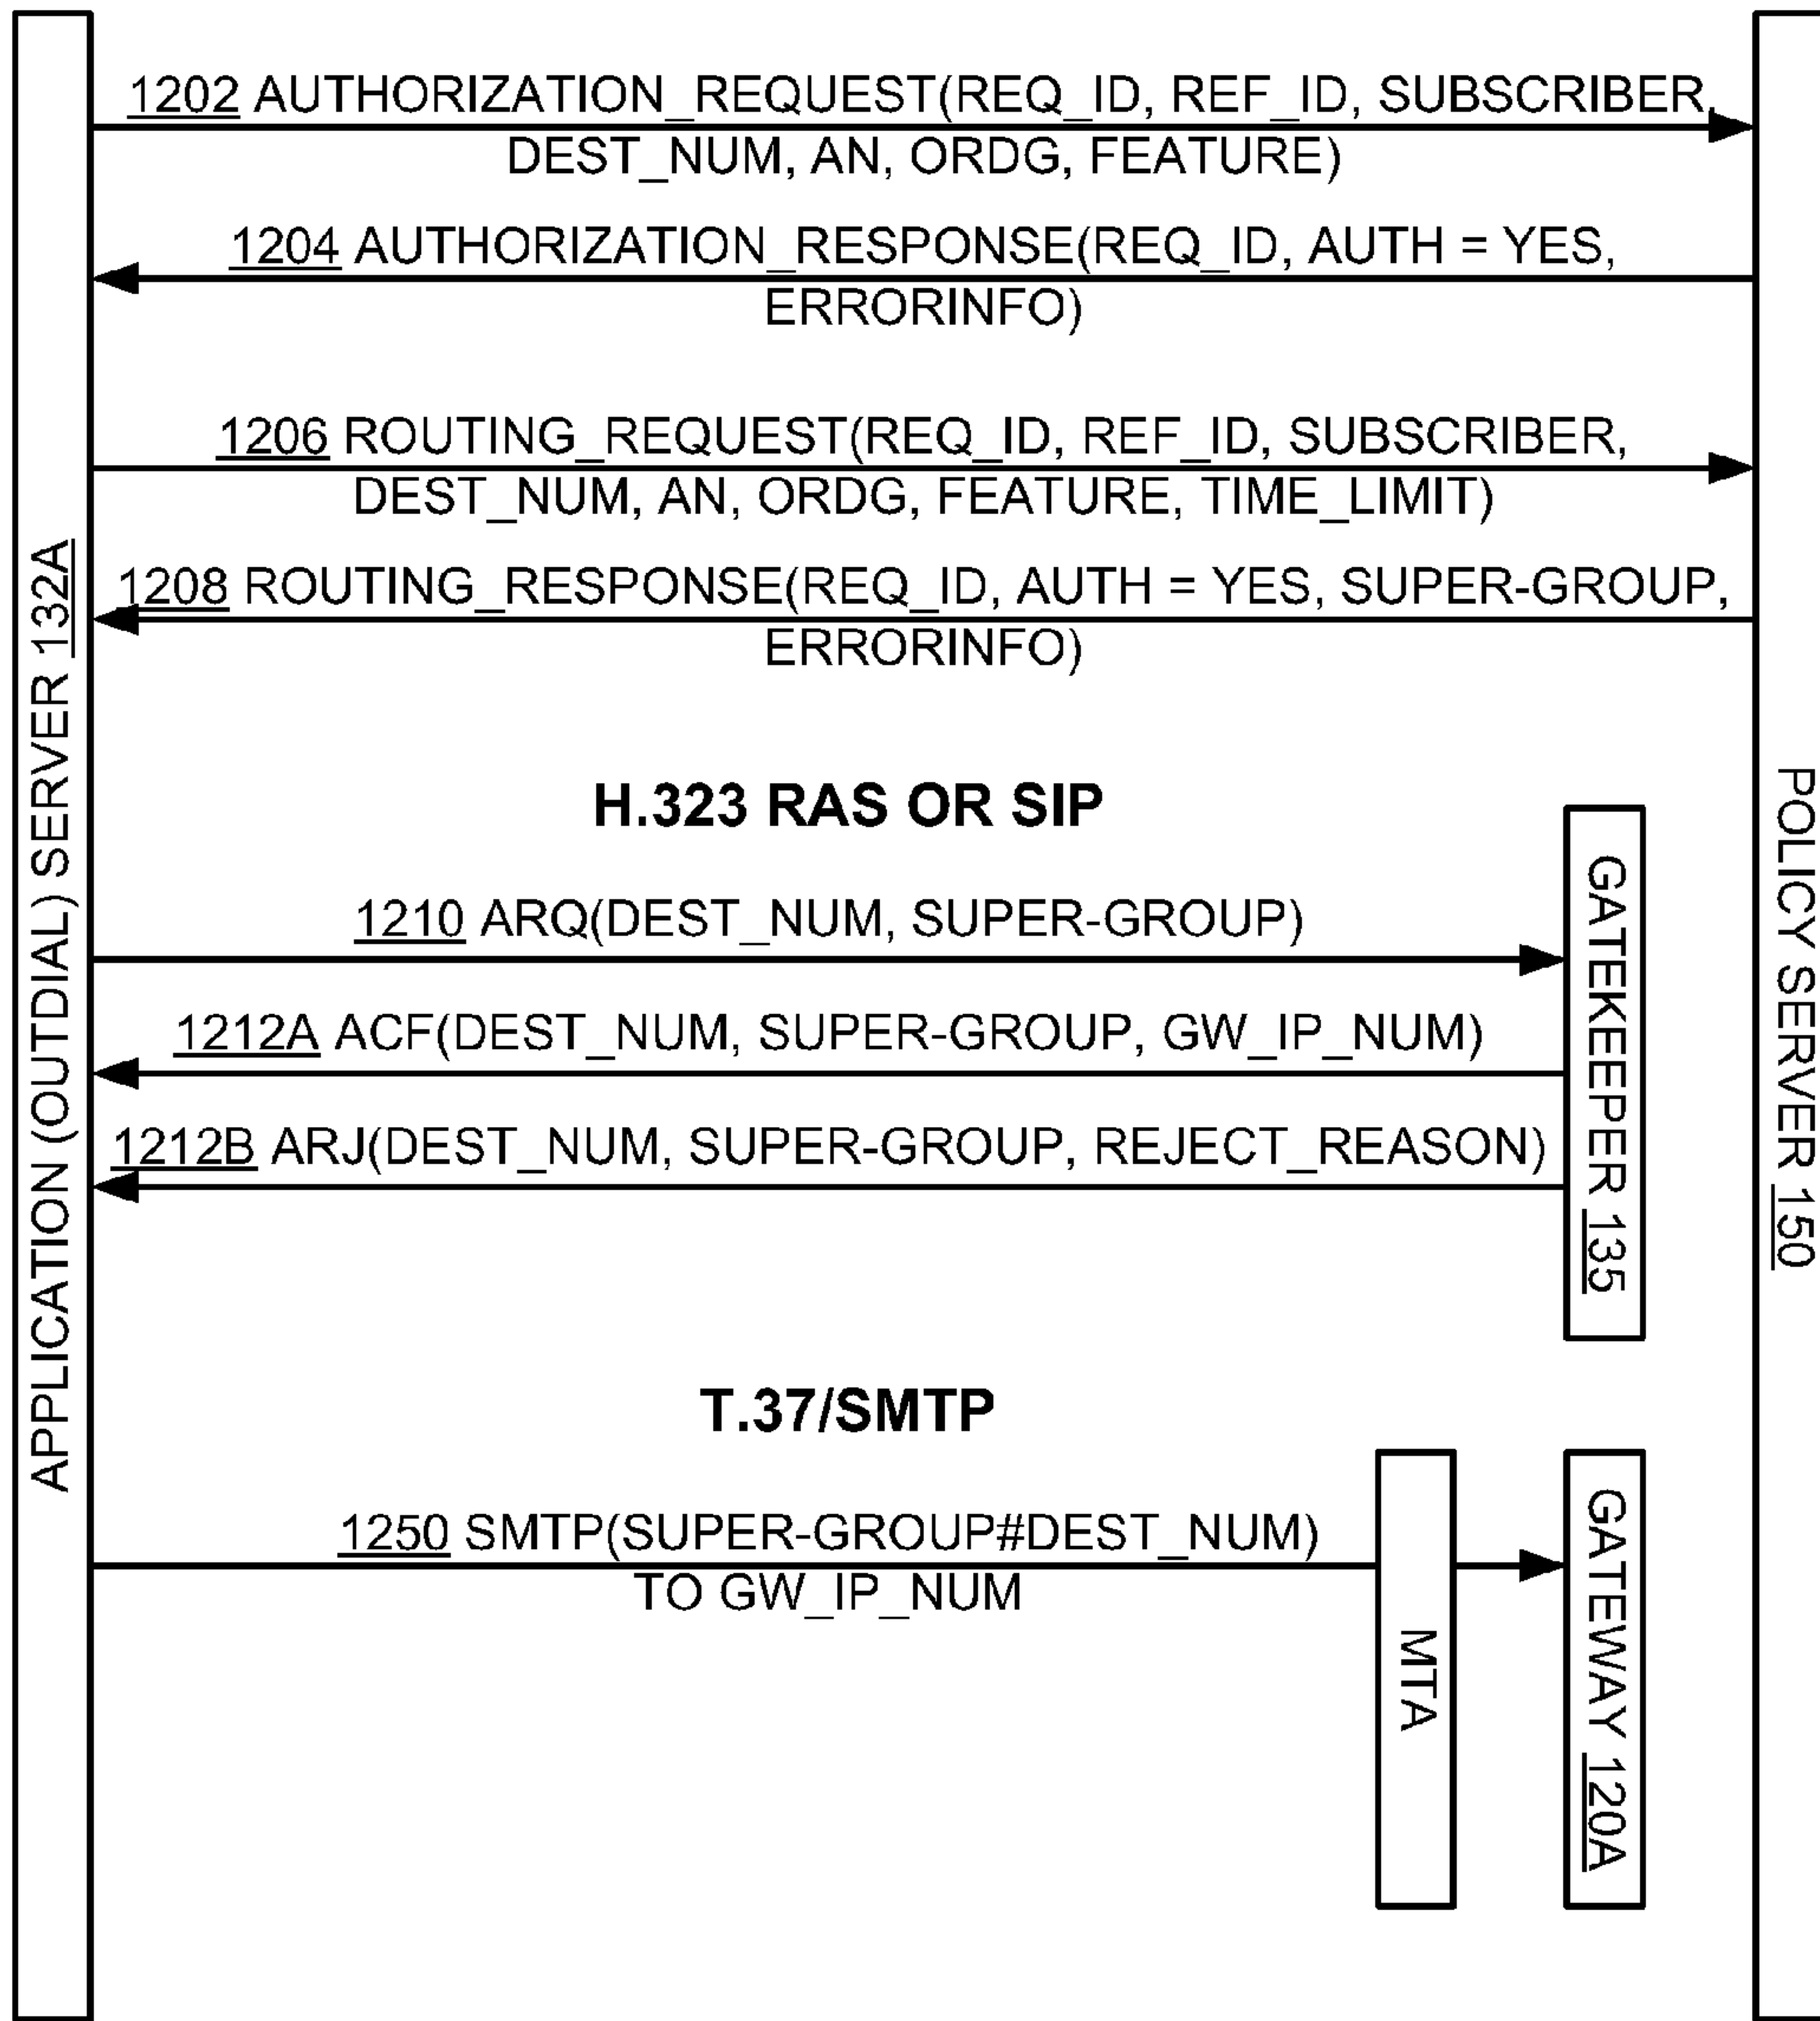 1202 AUTHORIZATION_REQUEST(REQ_ID, REF_ID, SUBSCRIBER,
DEST_NUM, AN, ORDG, FEATURE)
1204 AUTHORIZATION_RESPONSE(REQ_ID, AUTH = YES,
ERRORINFO)
1206 ROUTING_REQUEST(REQ_ID, REF_ID, SUBSCRIBER,
DEST_NUM, AN, ORDG, FEATURE, TIME_LIMIT)
1208 ROUTING_RESPONSE(REQ_ID, AUTH = YES, SUPER-GROUP,
ERRORINFO)
APPLICATION (OUTDIAL) SERVER 132A
POLICY SERVER 150
H.323 RAS OR SIP
GATEKEEPER 135
1210 ARQ(DEST_NUM, SUPER-GROUP)
1212A ACF(DEST_NUM, SUPER-GROUP, GW_IP_NUM)
1212B ARJ(DEST_NUM, SUPER-GROUP, REJECT_REASON)
T.37/SMTP
1250 SMTP(SUPER-GROUP#DEST_NUM)
TO GW_IP_NUM
MTA
GATEWAY 120A